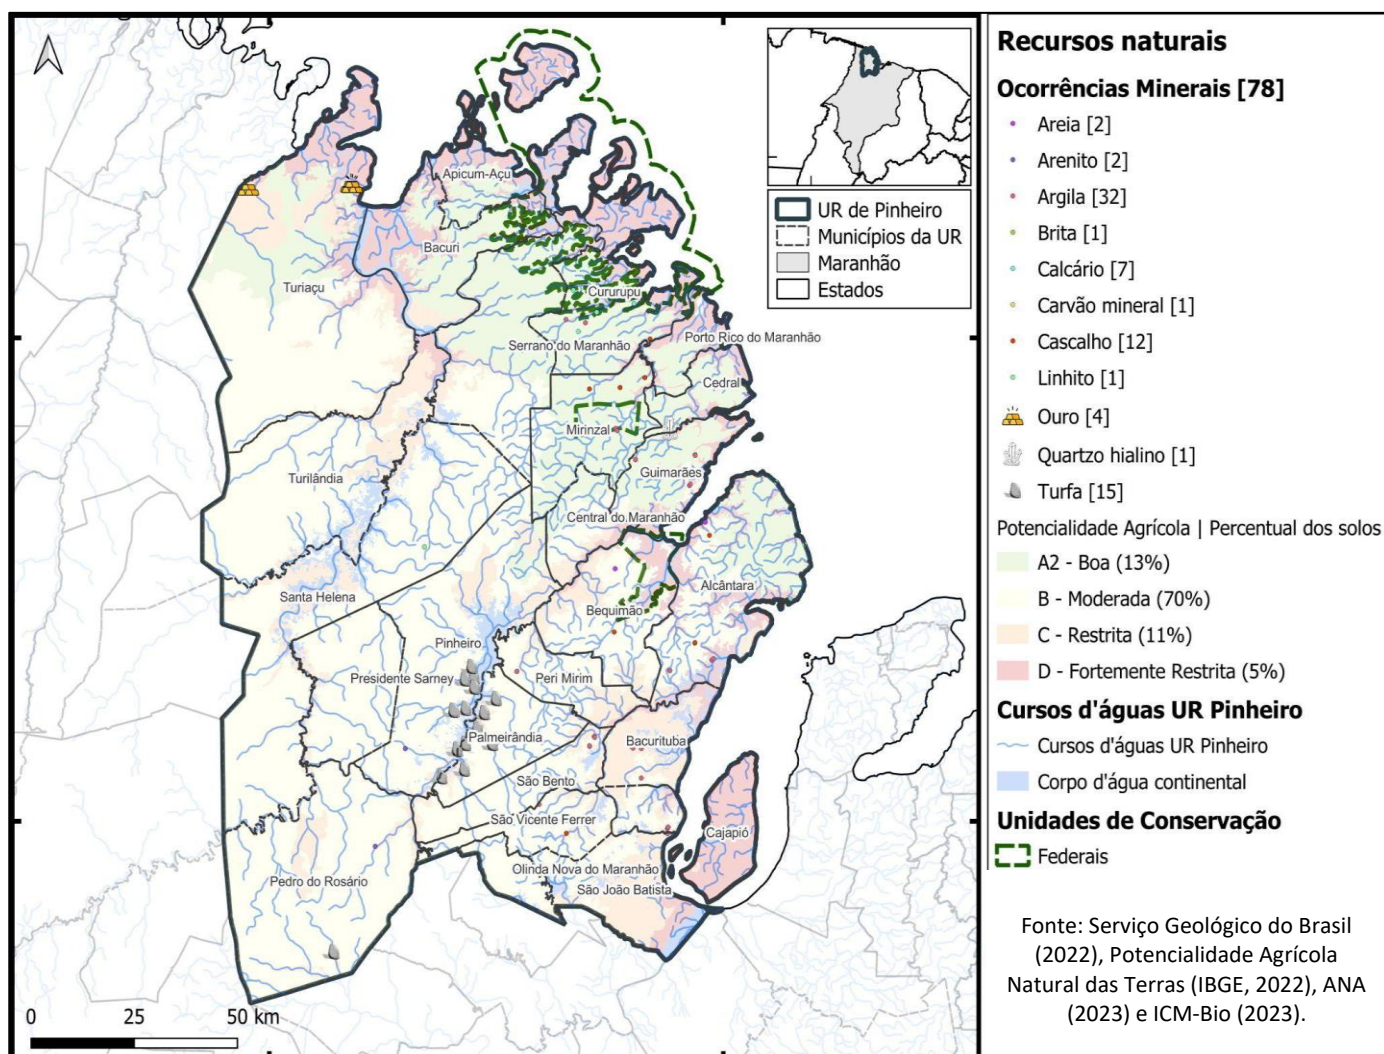 Apicum-Açu
Bacuri
Turiaçu
Cururupu
Serrano do Maranhão
Porto Rico do Maranhão
Cedral
Mirinzal
Guimarães
Turilândia
Central do Maranhão
Alcântara
Santa Helena
Bequimão
Pinheiro
Presidente Sarney
Peri Mirim
Palmeirândia
Bacurituba
São Bento
São Vicente Ferrer
Cajapió
Olinda Nova do Maranhão
Pedro do Rosário
São João Batista
0 25 50 km
UR de Pinheiro
Municípios da UR
Maranhão
Estados
Recursos naturais
Ocorrências Minerais [78]
Areia [2]
Arenito [2]
Argila [32]
Brita [1]
Calcário [7]
Carvão mineral [1]
Cascalho [12]
Linhito [1]
Ouro [4]
Quartzo hialino [1]
Turfa [15]
Potencialidade Agrícola | Percentual dos solos
A2 - Boa (13%)
B - Moderada (70%)
C - Restrita (11%)
D - Fortemente Restrita (5%)
Cursos d'águas UR Pinheiro
Cursos d'águas UR Pinheiro
Corpo d'água continental
Unidades de Conservação
Federais
Fonte: Serviço Geológico do Brasil
(2022), Potencialidade Agrícola
Natural das Terras (IBGE, 2022), ANA
(2023) e ICM-Bio (2023).